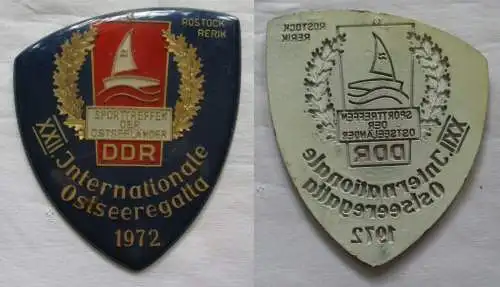 ROSTOCK
RERIK
SPORTTREFFEN
DER
OSTSEELÄNDER
DDR
XXII. Internationale
Ostseeregatta
1972
ROSTOCK
RERIK
SPORTTREFFEN
DER
OSTSEELÄNDER
DDR
XXII. Internationale
Ostseeregatta
1972